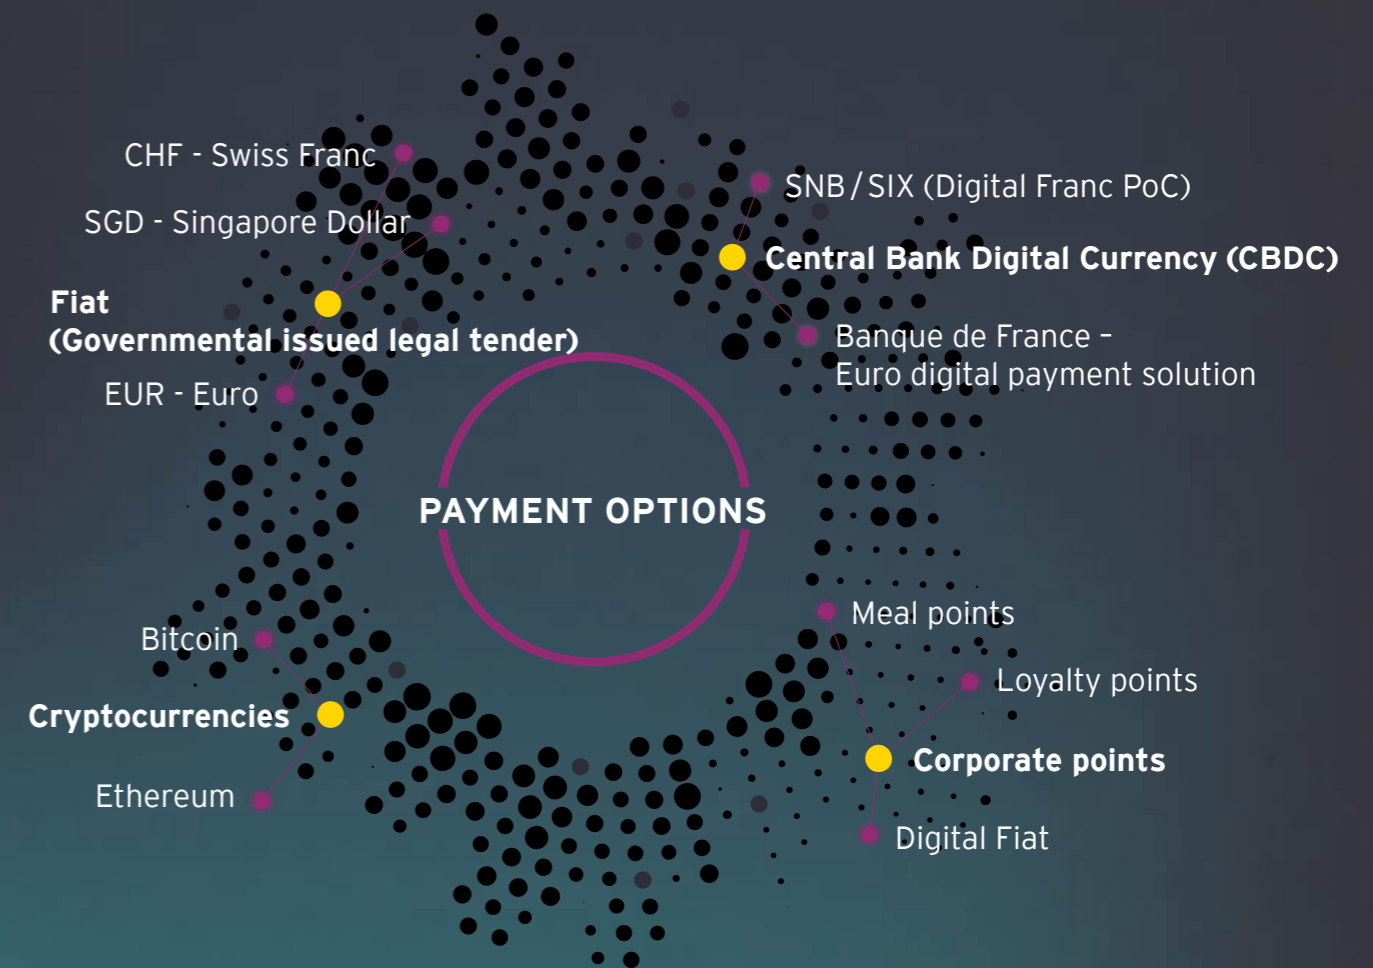 CHF - Swiss Franc
SGD - Singapore Dollar
Fiat
(Governmental issued legal tender)
EUR - Euro
SNB / SIX (Digital Franc PoC)
Central Bank Digital Currency (CBDC)
Banque de France –
Euro digital payment solution
PAYMENT OPTIONS
Bitcoin
Cryptocurrencies
Ethereum
Meal points
Loyalty points
Corporate points
Digital Fiat